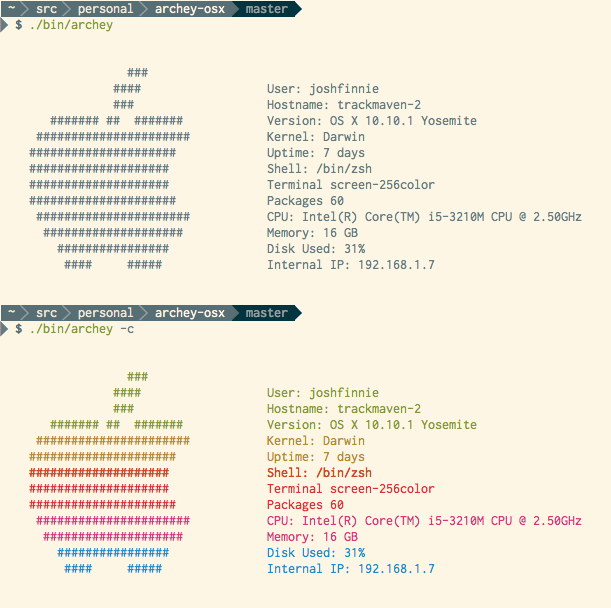 ~ src personal archey-osx master
$ ./bin/archey
###
#### User: joshfinnie
### Hostname: trackmaven-2
####### ## ####### Version: OS X 10.10.1 Yosemite
###################### Kernel: Darwin
##################### Uptime: 7 days
#################### Shell: /bin/zsh
#################### Terminal screen-256color
##################### Packages 60
###################### CPU: Intel(R) Core(TM) i5-3210M CPU @ 2.50GHz
#################### Memory: 16 GB
################ Disk Used: 31%
#### ##### Internal IP: 192.168.1.7
~ src personal archey-osx master
$ ./bin/archey -c
###
#### User: joshfinnie
### Hostname: trackmaven-2
####### ## ####### Version: OS X 10.10.1 Yosemite
###################### Kernel: Darwin
##################### Uptime: 7 days
#################### Shell: /bin/zsh
#################### Terminal screen-256color
##################### Packages 60
###################### CPU: Intel(R) Core(TM) i5-3210M CPU @ 2.50GHz
#################### Memory: 16 GB
################ Disk Used: 31%
#### ##### Internal IP: 192.168.1.7